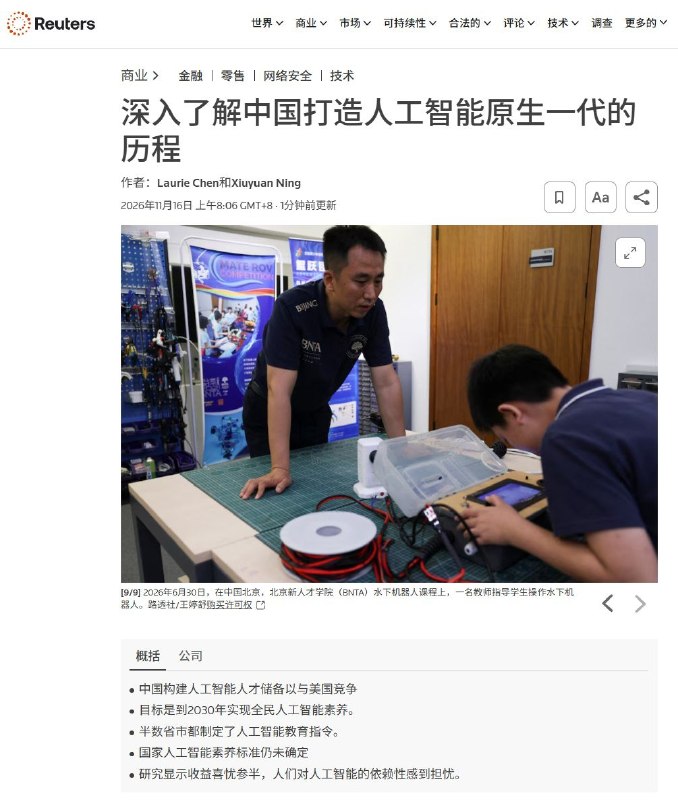 Reuters
世界 商业 市场 可持续性 合法的 评论 技术 调查 更多的
商业 金融 零售 网络安全 技术
深入了解中国打造人工智能原生一代的
历程
作者：Laurie Chen和Xiuyuan Ning
2026年11月16日 上午8:06 GMT+8 · 1分钟前更新
Aa
MATE ROV
COMPETITION
BEIJING
BNTA
[9/9] 2026年6月30日，在中国北京，北京新人才学院（BNTA）水下机器人课程上，一名教师指导学生操作水下机
器人。路透社/王婷舒购买许可权
概括 公司
• 中国构建人工智能人才储备以与美国竞争
• 目标是到2030年实现全民人工智能素养。
• 半数省市都制定了人工智能教育指令。
• 国家人工智能素养标准仍未确定
• 研究显示收益喜忧参半，人们对人工智能的依赖性感到担忧。